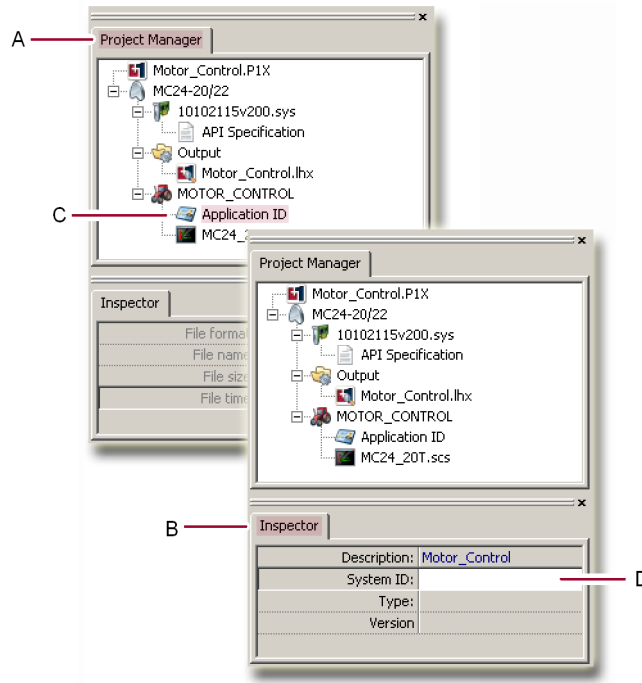 A
Project Manager
Motor_Control.P1X
MC24-20/22
10102115v200.sys
API Specification
Output
Motor_Control.lhx
MOTOR_CONTROL
C
Application ID
MC24_
Inspector
File format
File name
File size
File time
Project Manager
Motor_Control.P1X
MC24-20/22
10102115v200.sys
API Specification
Output
Motor_Control.lhx
MOTOR_CONTROL
Application ID
MC24_20T.scs
B
Inspector
Description: Motor_Control
System ID:
D
Type:
Version